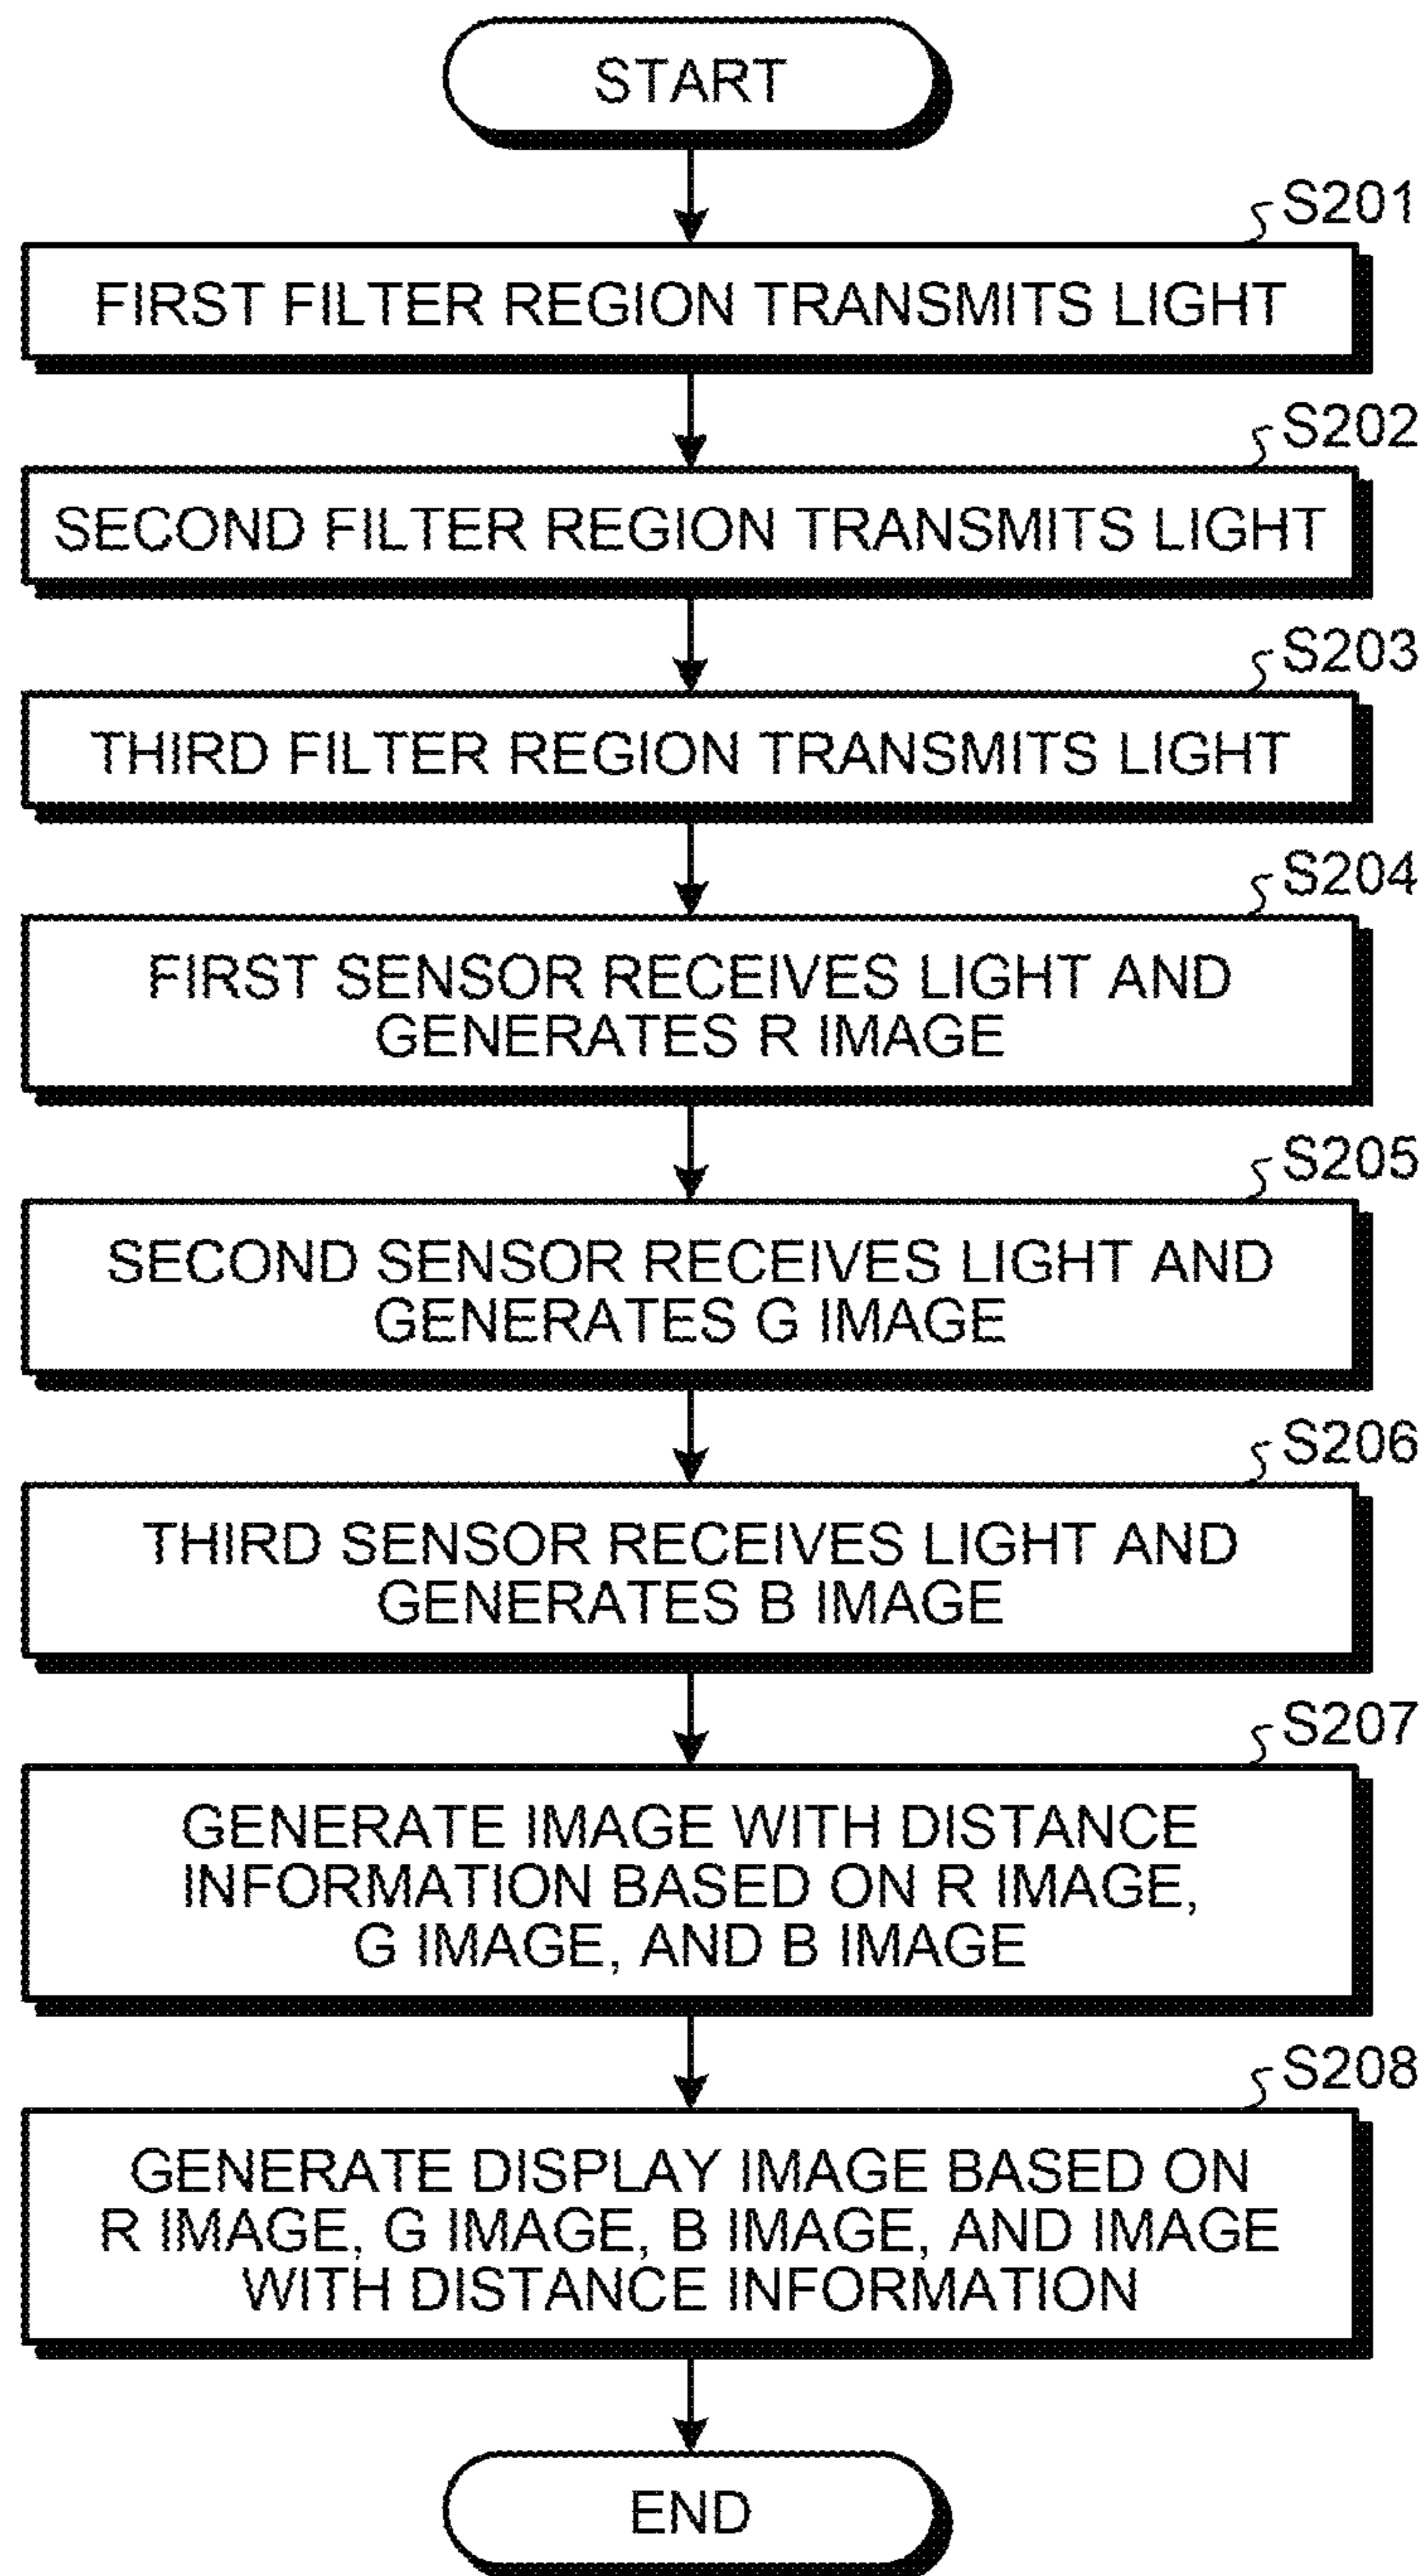 START
S201
FIRST FILTER REGION TRANSMITS LIGHT
S202
SECOND FILTER REGION TRANSMITS LIGHT
S203
THIRD FILTER REGION TRANSMITS LIGHT
S204
FIRST SENSOR RECEIVES LIGHT AND
GENERATES R IMAGE
S205
SECOND SENSOR RECEIVES LIGHT AND
GENERATES G IMAGE
S206
THIRD SENSOR RECEIVES LIGHT AND
GENERATES B IMAGE
S207
GENERATE IMAGE WITH DISTANCE
INFORMATION BASED ON R IMAGE,
G IMAGE, AND B IMAGE
S208
GENERATE DISPLAY IMAGE BASED ON
R IMAGE, G IMAGE, B IMAGE, AND IMAGE
WITH DISTANCE INFORMATION
END